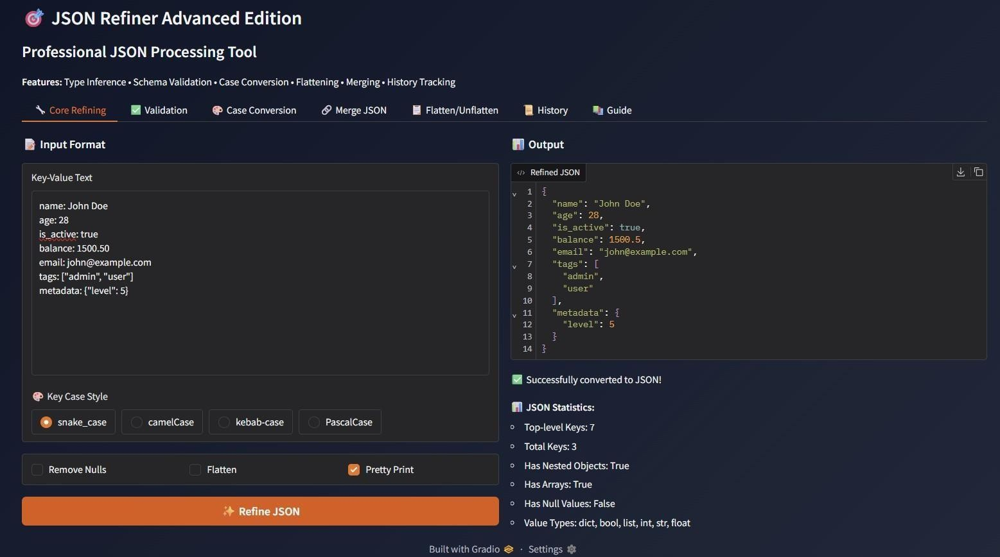 JSON Refiner Advanced Edition
Professional JSON Processing Tool
Features: Type Inference • Schema Validation • Case Conversion • Flattening • Merging • History Tracking
Core Refining
Validation
Case Conversion
Merge JSON
Flatten/Unflatten
History
Guide
Input Format
Key-Value Text
name: John Doe
age: 28
is_active: true
balance: 1500.50
email: john@example.com
tags: ["admin", "user"]
metadata: {"level": 5}
Key Case Style
snake_case
camelCase
kebab-case
PascalCase
Remove Nulls
Flatten
Pretty Print
Refine JSON
Output
Refined JSON
1 {
2   "name": "John Doe",
3   "age": 28,
4   "is_active": true,
5   "balance": 1500.5,
6   "email": "john@example.com",
7   "tags": [
8     "admin",
9     "user"
10   ],
11   "metadata": {
12     "level": 5
13   }
14 }
Successfully converted to JSON!
JSON Statistics:
Top-level Keys: 7
Total Keys: 3
Has Nested Objects: True
Has Arrays: True
Has Null Values: False
Value Types: dict, bool, list, int, str, float
Built with Gradio · Settings